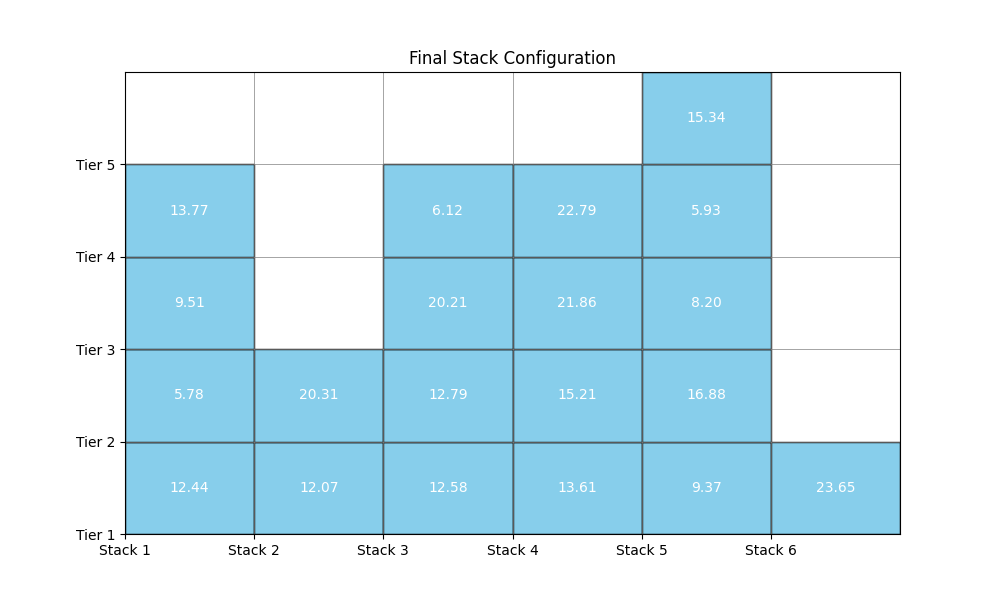 Final Stack Configuration
15.34
Tier 5
13.77 6.12 22.79 5.93
Tier 4
9.51 20.21 21.86 8.20
Tier 3
5.78 20.31 12.79 15.21 16.88
Tier 2
12.44 12.07 12.58 13.61 9.37 23.65
Tier 1
Stack 1 Stack 2 Stack 3 Stack 4 Stack 5 Stack 6